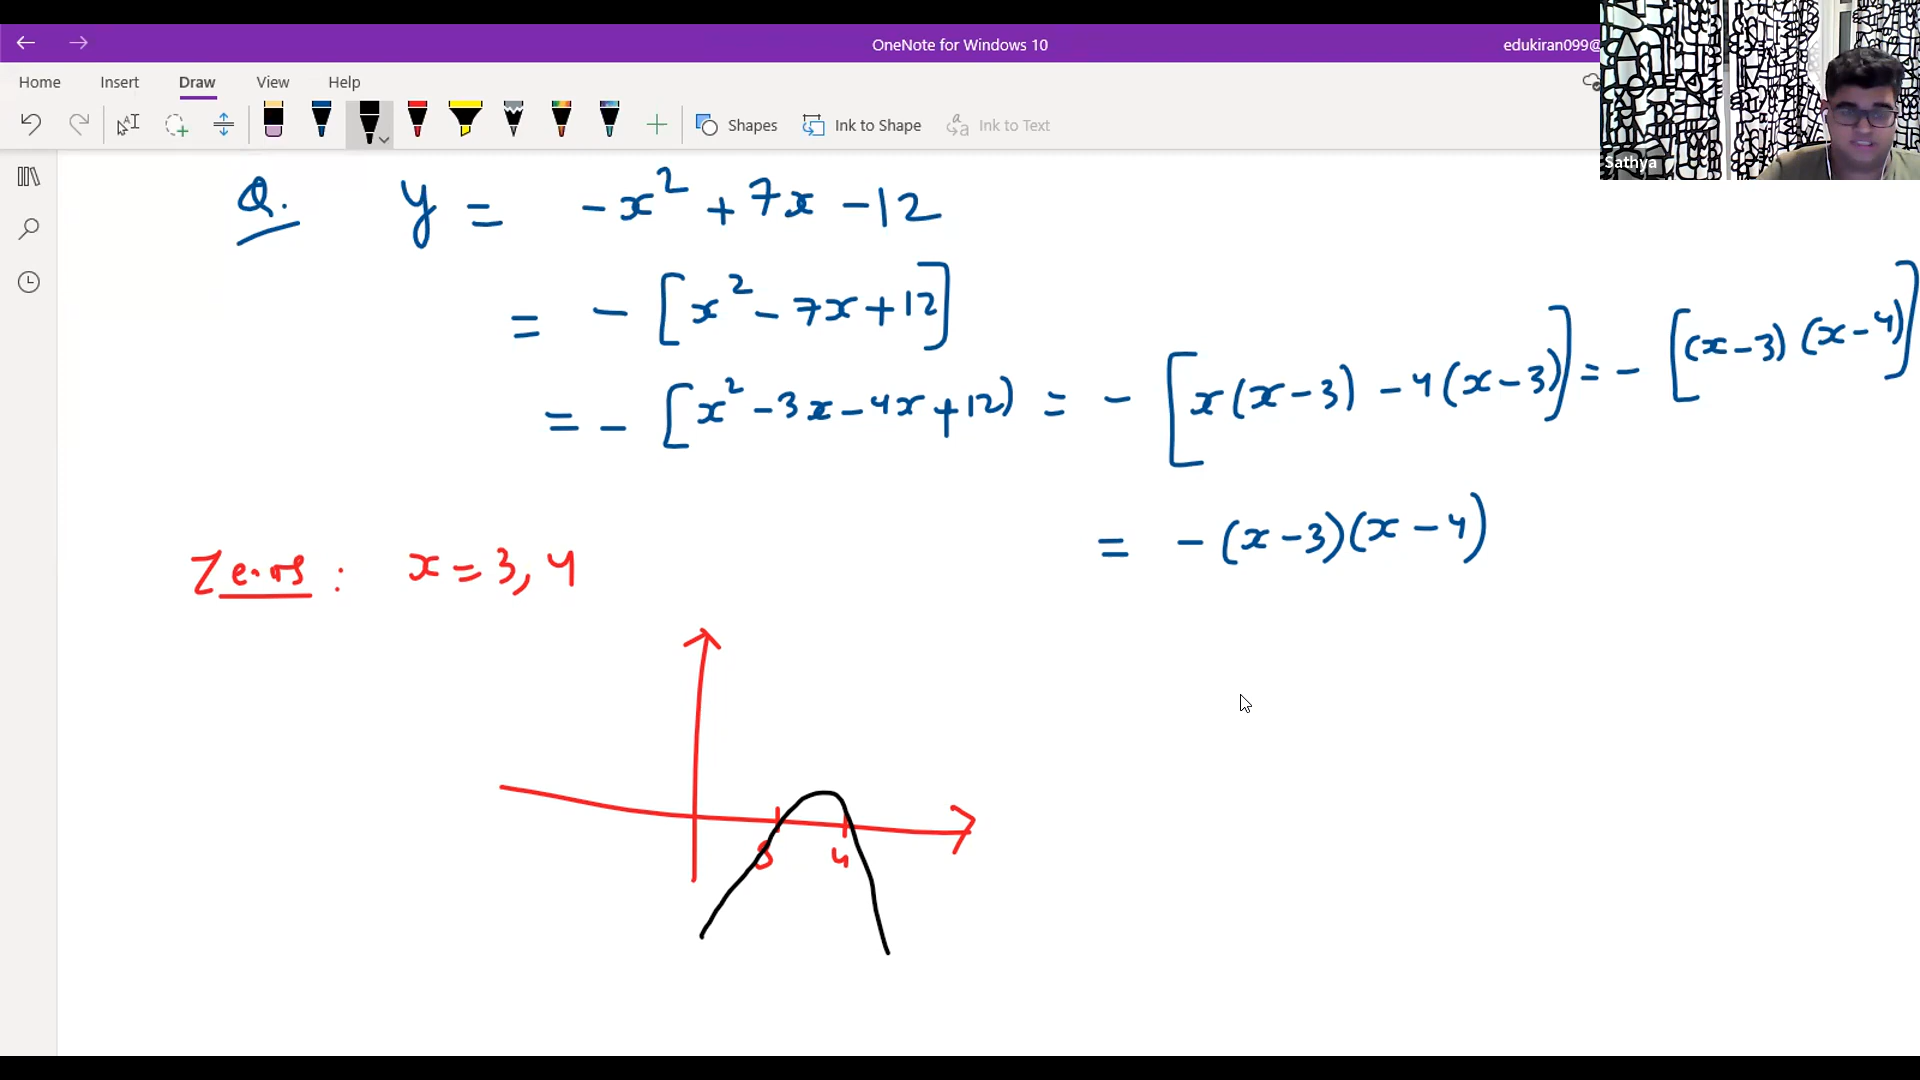 OneNote for Windows 10
edukiran099@
Home Insert Draw View Help
Shapes Ink to Shape Ink to Text
Sathya
Q. y = -x² + 7x - 12
= - [x² - 7x + 12]
= - [x² - 3x - 4x + 12) = - [x(x-3) - 4(x-3)] = - [(x-3)(x-4)]
= -(x-3)(x-4)
Zeros : x = 3, 4
3 4